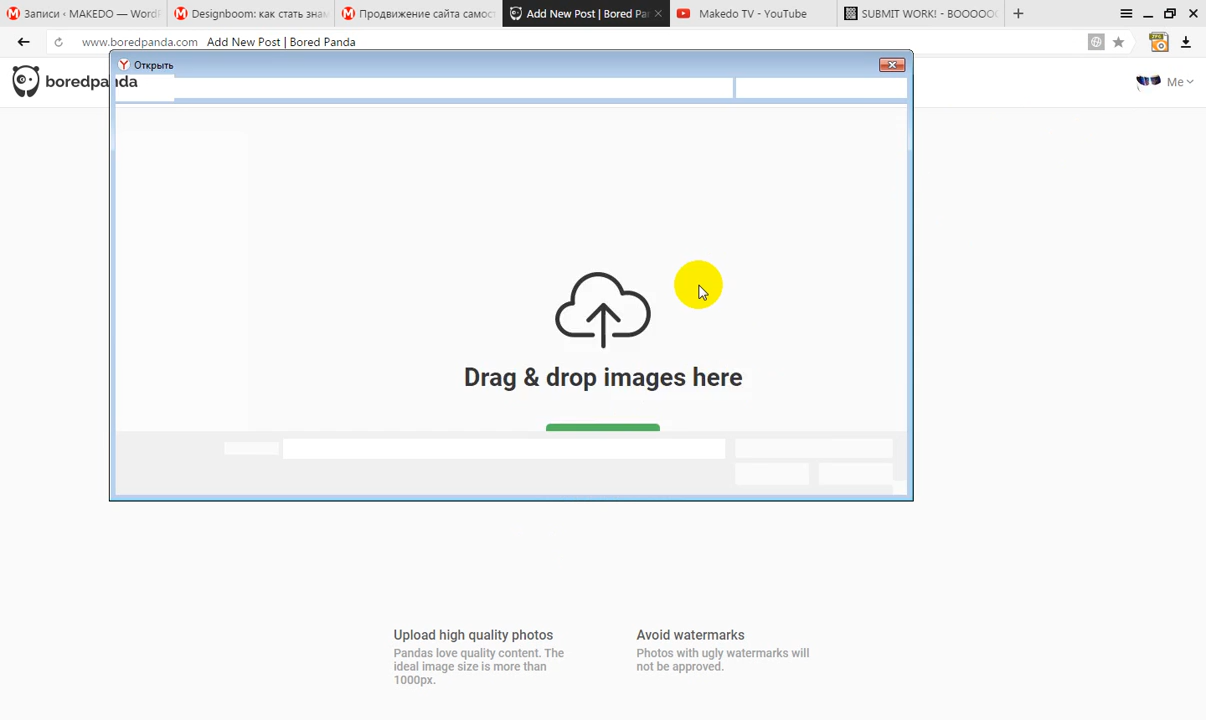 Записи ‹ MAKEDO — WordP
Designboom: как стать знам
Продвижение сайта самост
Add New Post | Bored Pa
Makedo TV - YouTube
SUBMIT WORK! - BOOOOO
www.boredpanda.com Add New Post | Bored Panda
Открыть
boredpanda
Me
Drag & drop images here
Upload high quality photos
Pandas love quality content. The
ideal image size is more than
1000px.
Avoid watermarks
Photos with ugly watermarks will
not be approved.